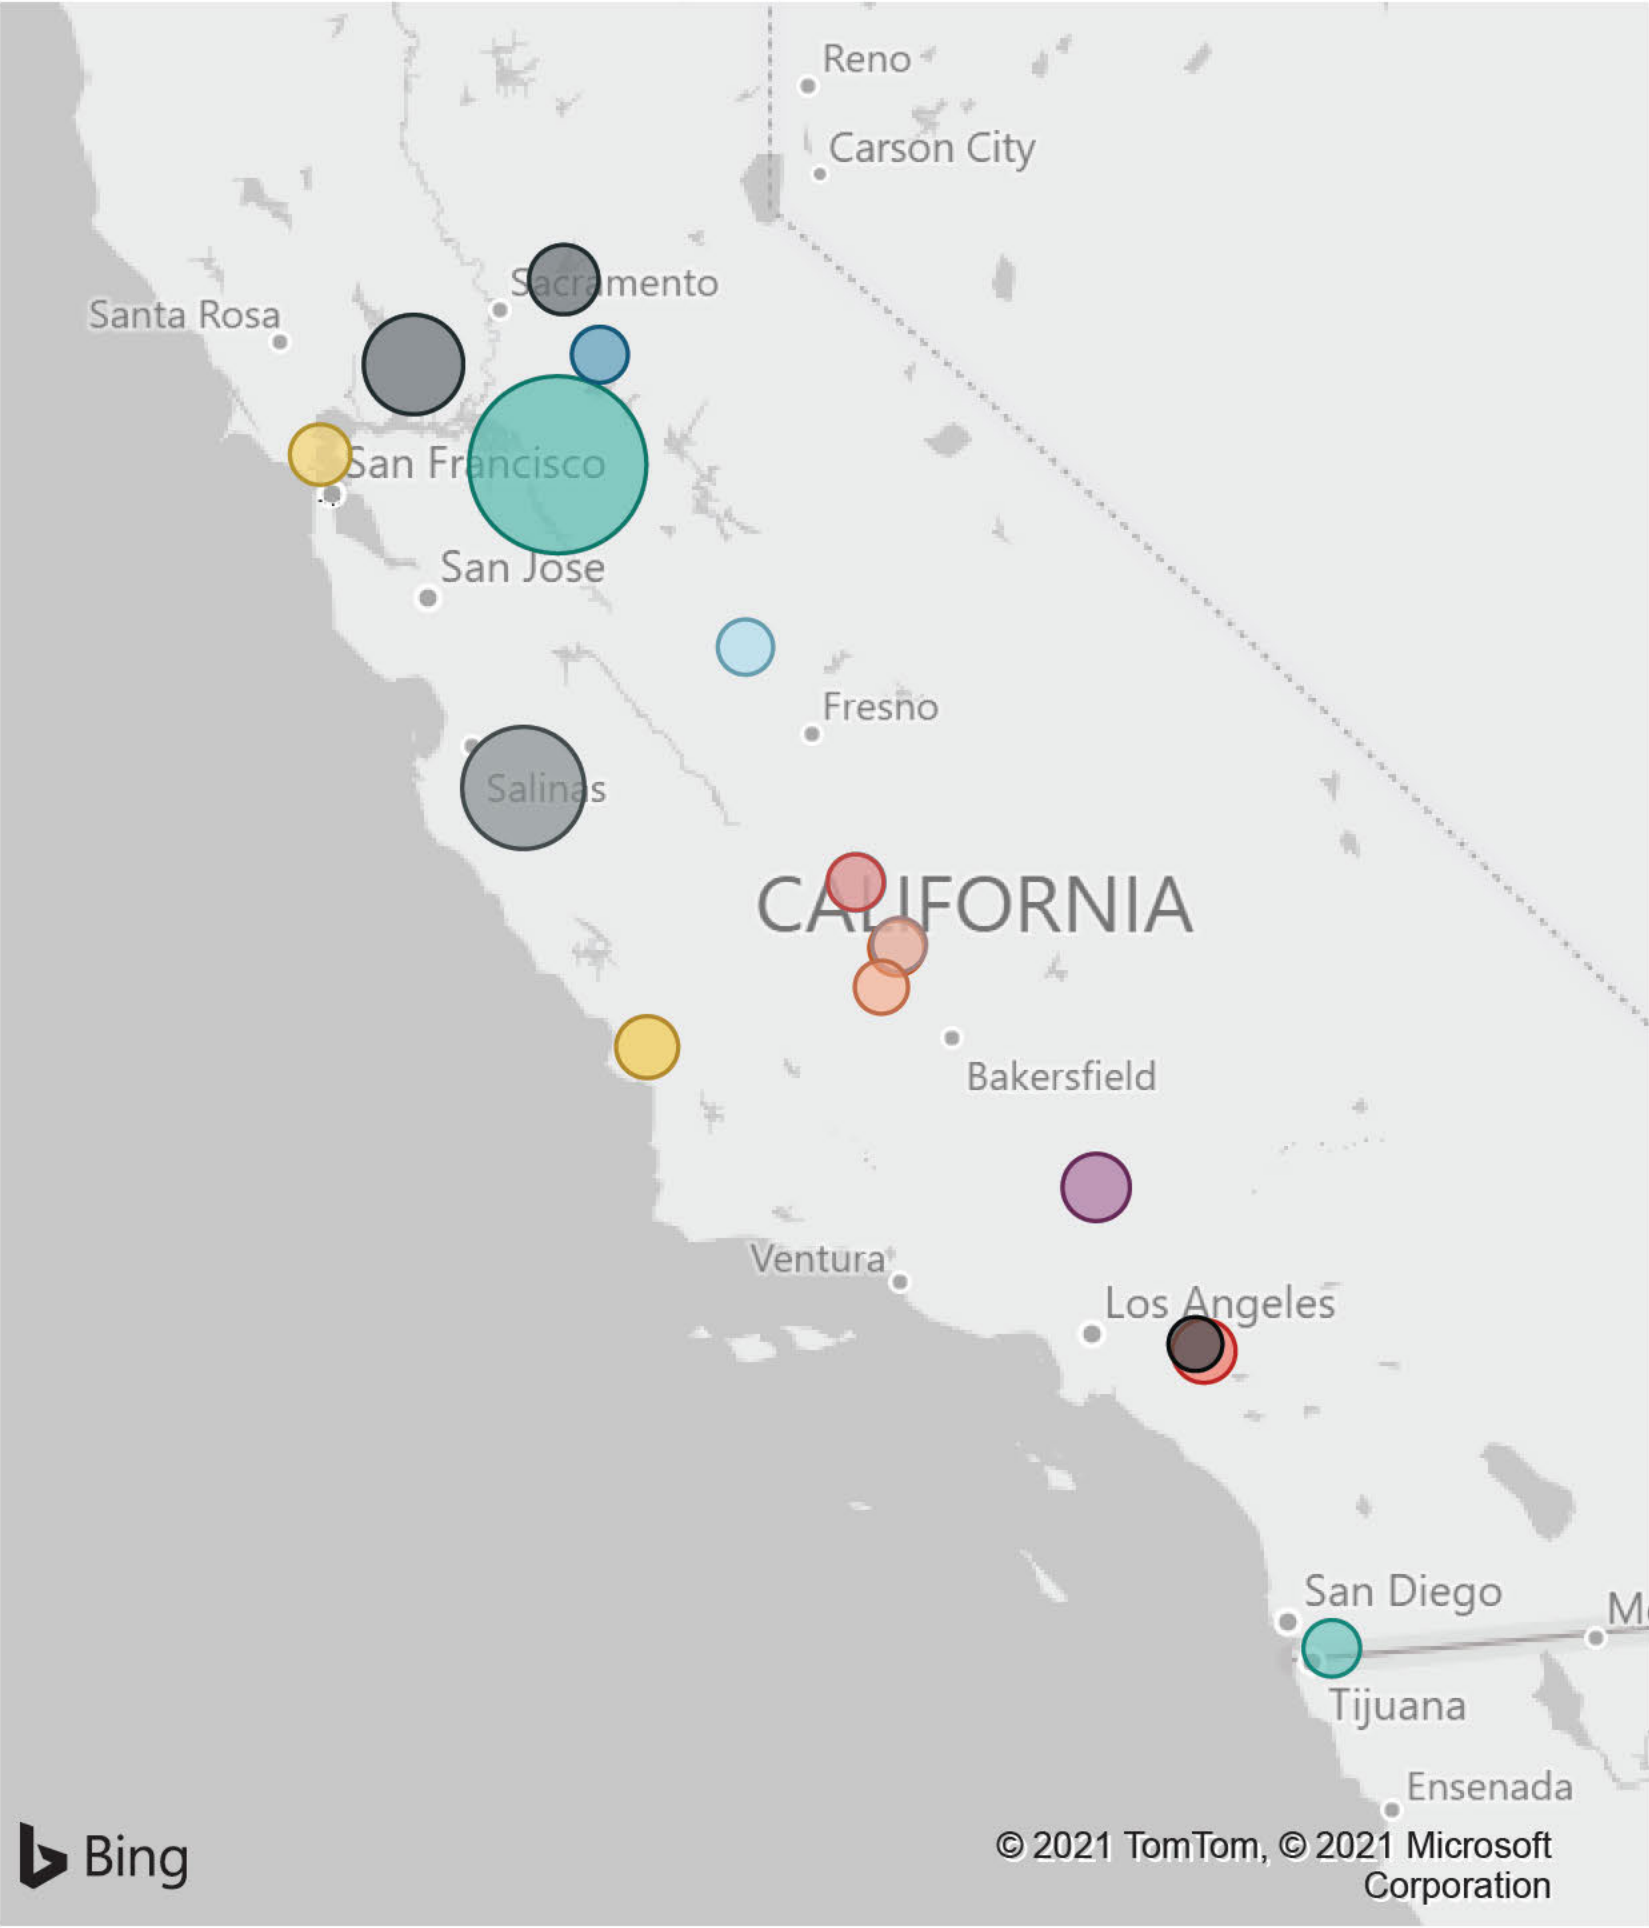 Reno
Carson City
Sacramento
Santa Rosa
San Francisco
San Jose
Fresno
Salinas
CALIFORNIA
Bakersfield
Ventura
Los Angeles
San Diego
Tijuana
Ensenada
Bing
© 2021 TomTom, © 2021 Microsoft
Corporation